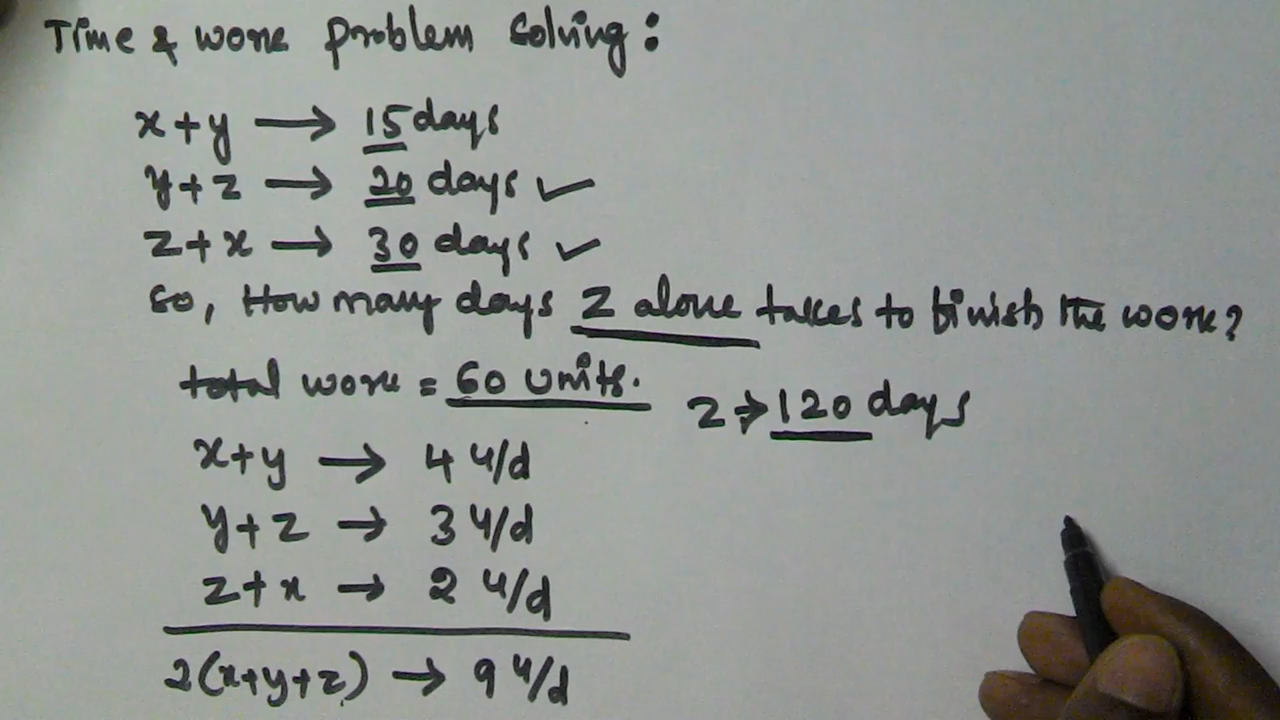 Time & work problem solving:
x+y → 15 days
y+z → 20 days ✓
z+x → 30 days ✓
so, How many days z alone takes to finish the work?
total work = 60 units.
z → 120 days
x+y → 4 u/d
y+z → 3 u/d
z+x → 2 u/d
2(x+y+z) → 9 u/d